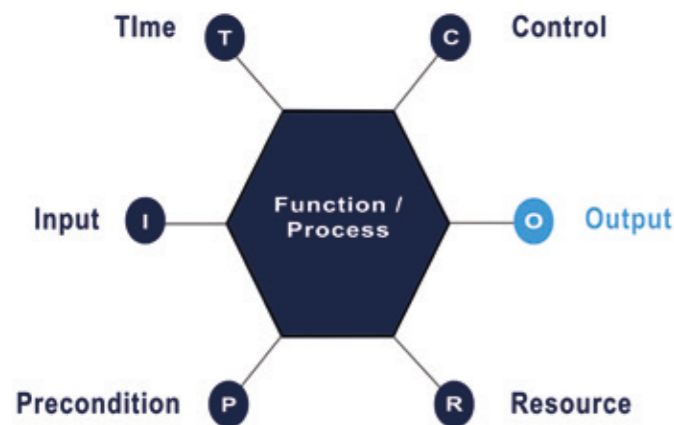 TIme
T
C
Control
Input
I
Function /
Process
O
Output
Precondition
P
R
Resource